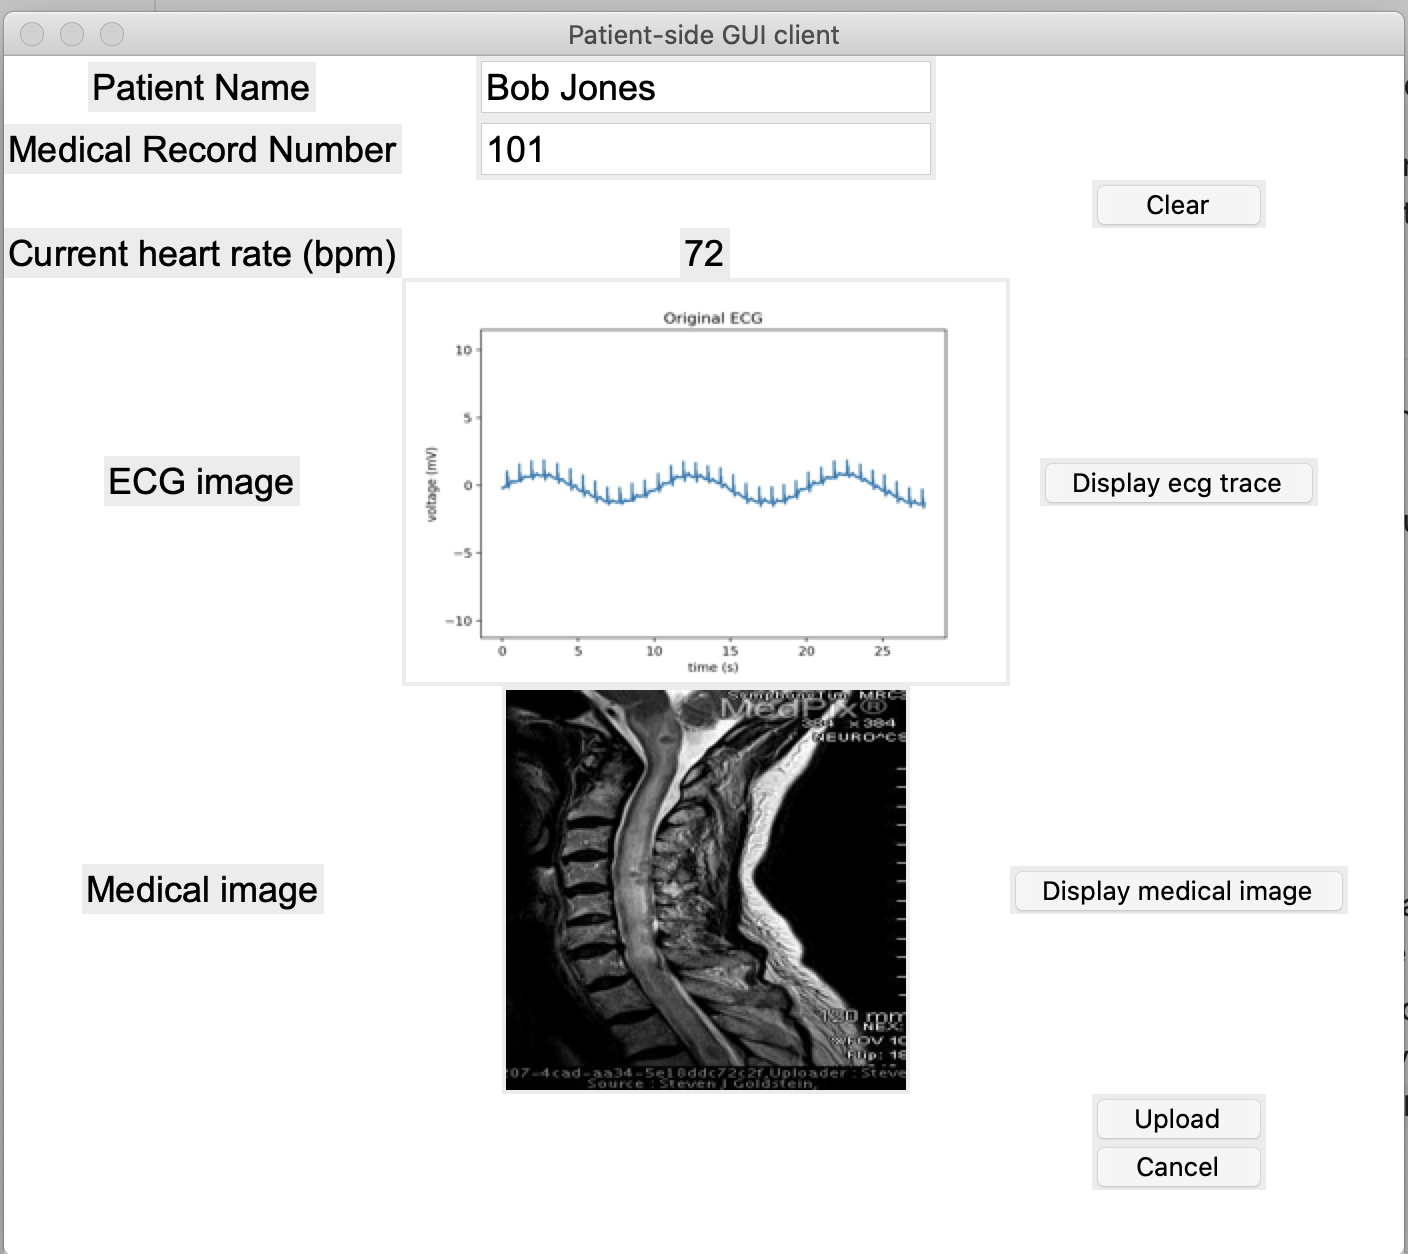 Patient-side GUI client
Patient Name
Bob Jones
Medical Record Number
101
Clear
Current heart rate (bpm)
72
Original ECG
10
5
0
−5
−10
voltage (mV)
0 5 10 15 20 25
time (s)
ECG image
Display ecg trace
MedPix®
384 x 384
NEURO^CS
Medical image
Display medical image
120 mm
NEX:
%FOV 10
Flip: 18
07-4cad-aa34-5e18ddc72c2f,Uploader : Steve
Source : Steven J Goldstein,
Upload
Cancel